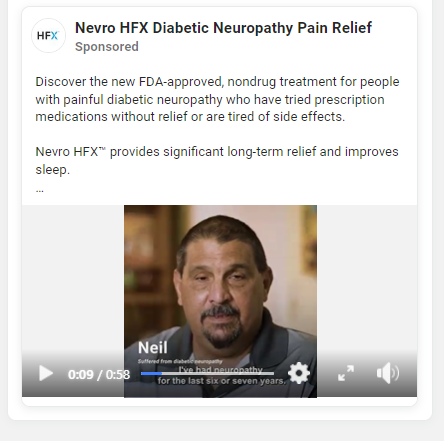 HFX
Nevro HFX Diabetic Neuropathy Pain Relief
Sponsored
Discover the new FDA-approved, nondrug treatment for people
with painful diabetic neuropathy who have tried prescription
medications without relief or are tired of side effects.
Nevro HFX™ provides significant long-term relief and improves
sleep.
...
Neil
Suffered from diabetic neuropathy
I've had neuropathy
for the last six or seven years.
0:09 / 0:58